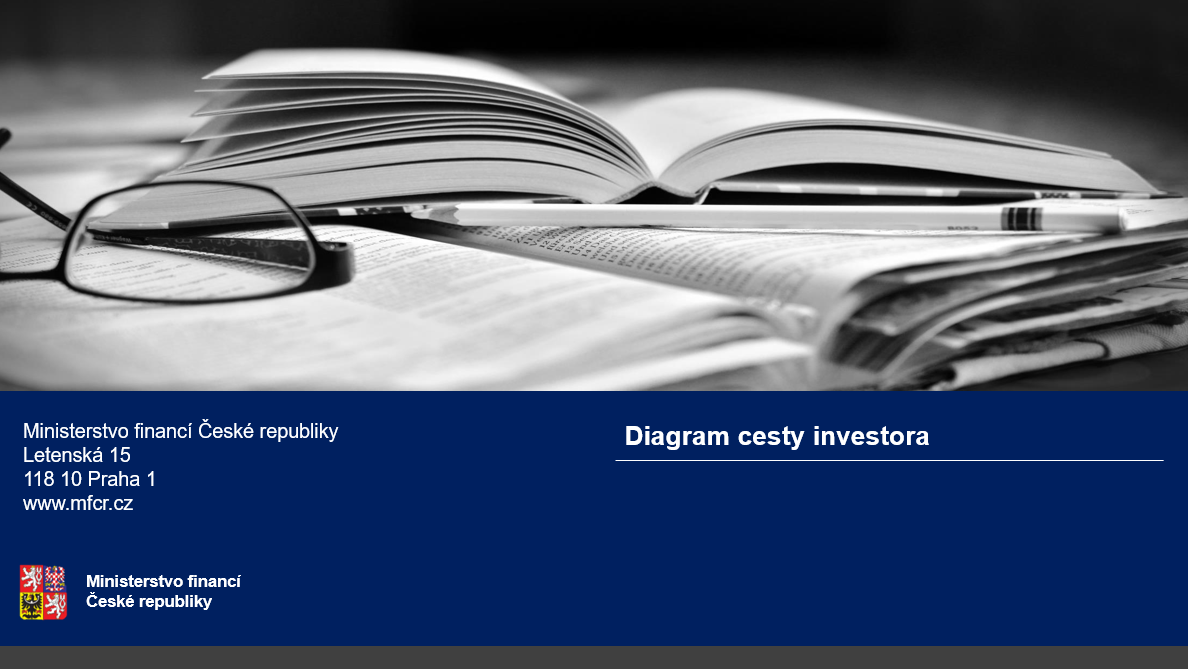 Ministerstvo financí České republiky
Letenská 15
118 10 Praha 1
www.mfcr.cz
Diagram cesty investora
Ministerstvo financí
České republiky